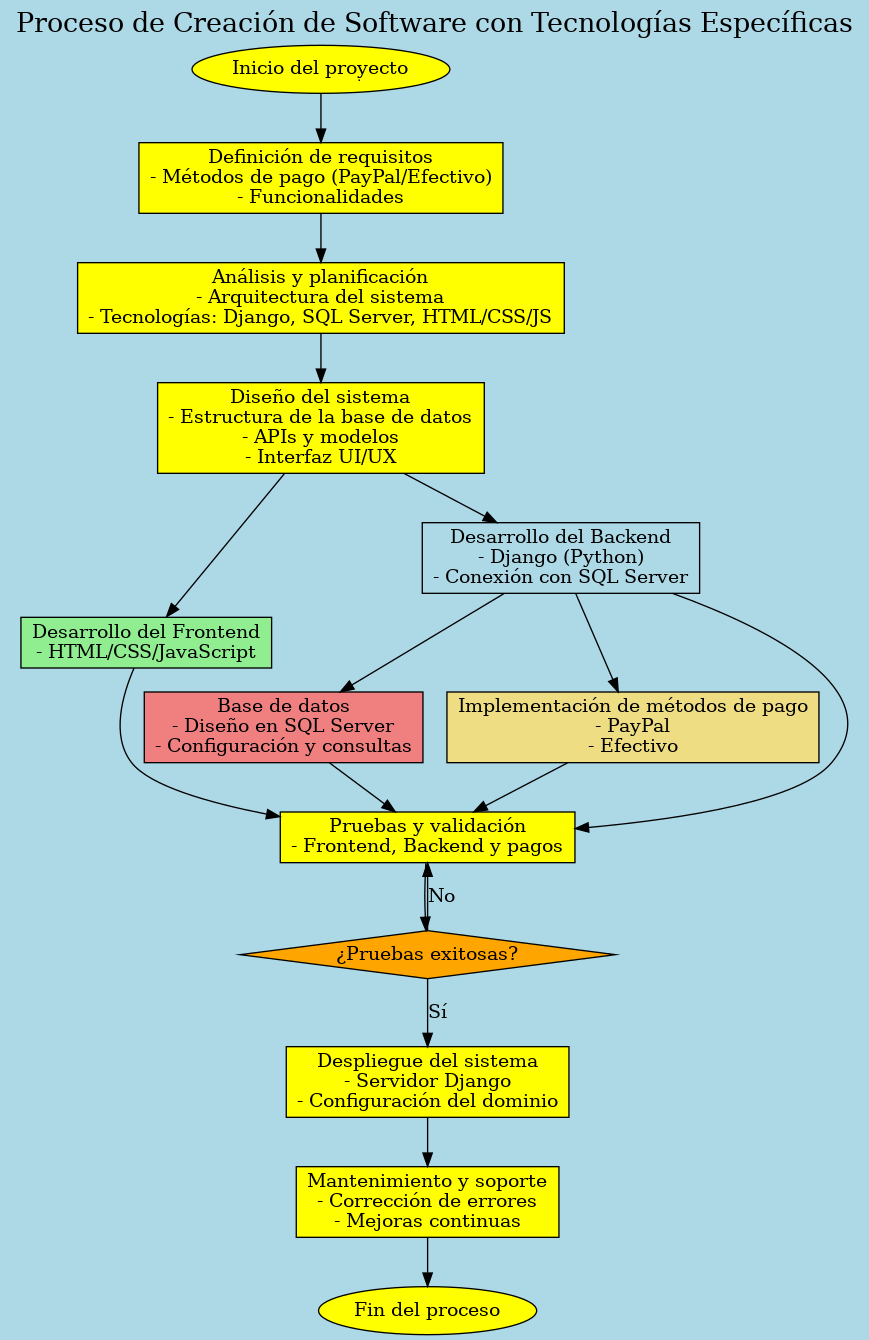 Proceso de Creación de Software con Tecnologías Específicas
Inicio del proyecto
Definición de requisitos
- Métodos de pago (PayPal/Efectivo)
- Funcionalidades
Análisis y planificación
- Arquitectura del sistema
- Tecnologías: Django, SQL Server, HTML/CSS/JS
Diseño del sistema
- Estructura de la base de datos
- APIs y modelos
- Interfaz UI/UX
Desarrollo del Backend
- Django (Python)
- Conexión con SQL Server
Desarrollo del Frontend
- HTML/CSS/JavaScript
Base de datos
- Diseño en SQL Server
- Configuración y consultas
Implementación de métodos de pago
- PayPal
- Efectivo
Pruebas y validación
- Frontend, Backend y pagos
No
¿Pruebas exitosas?
Sí
Despliegue del sistema
- Servidor Django
- Configuración del dominio
Mantenimiento y soporte
- Corrección de errores
- Mejoras continuas
Fin del proceso